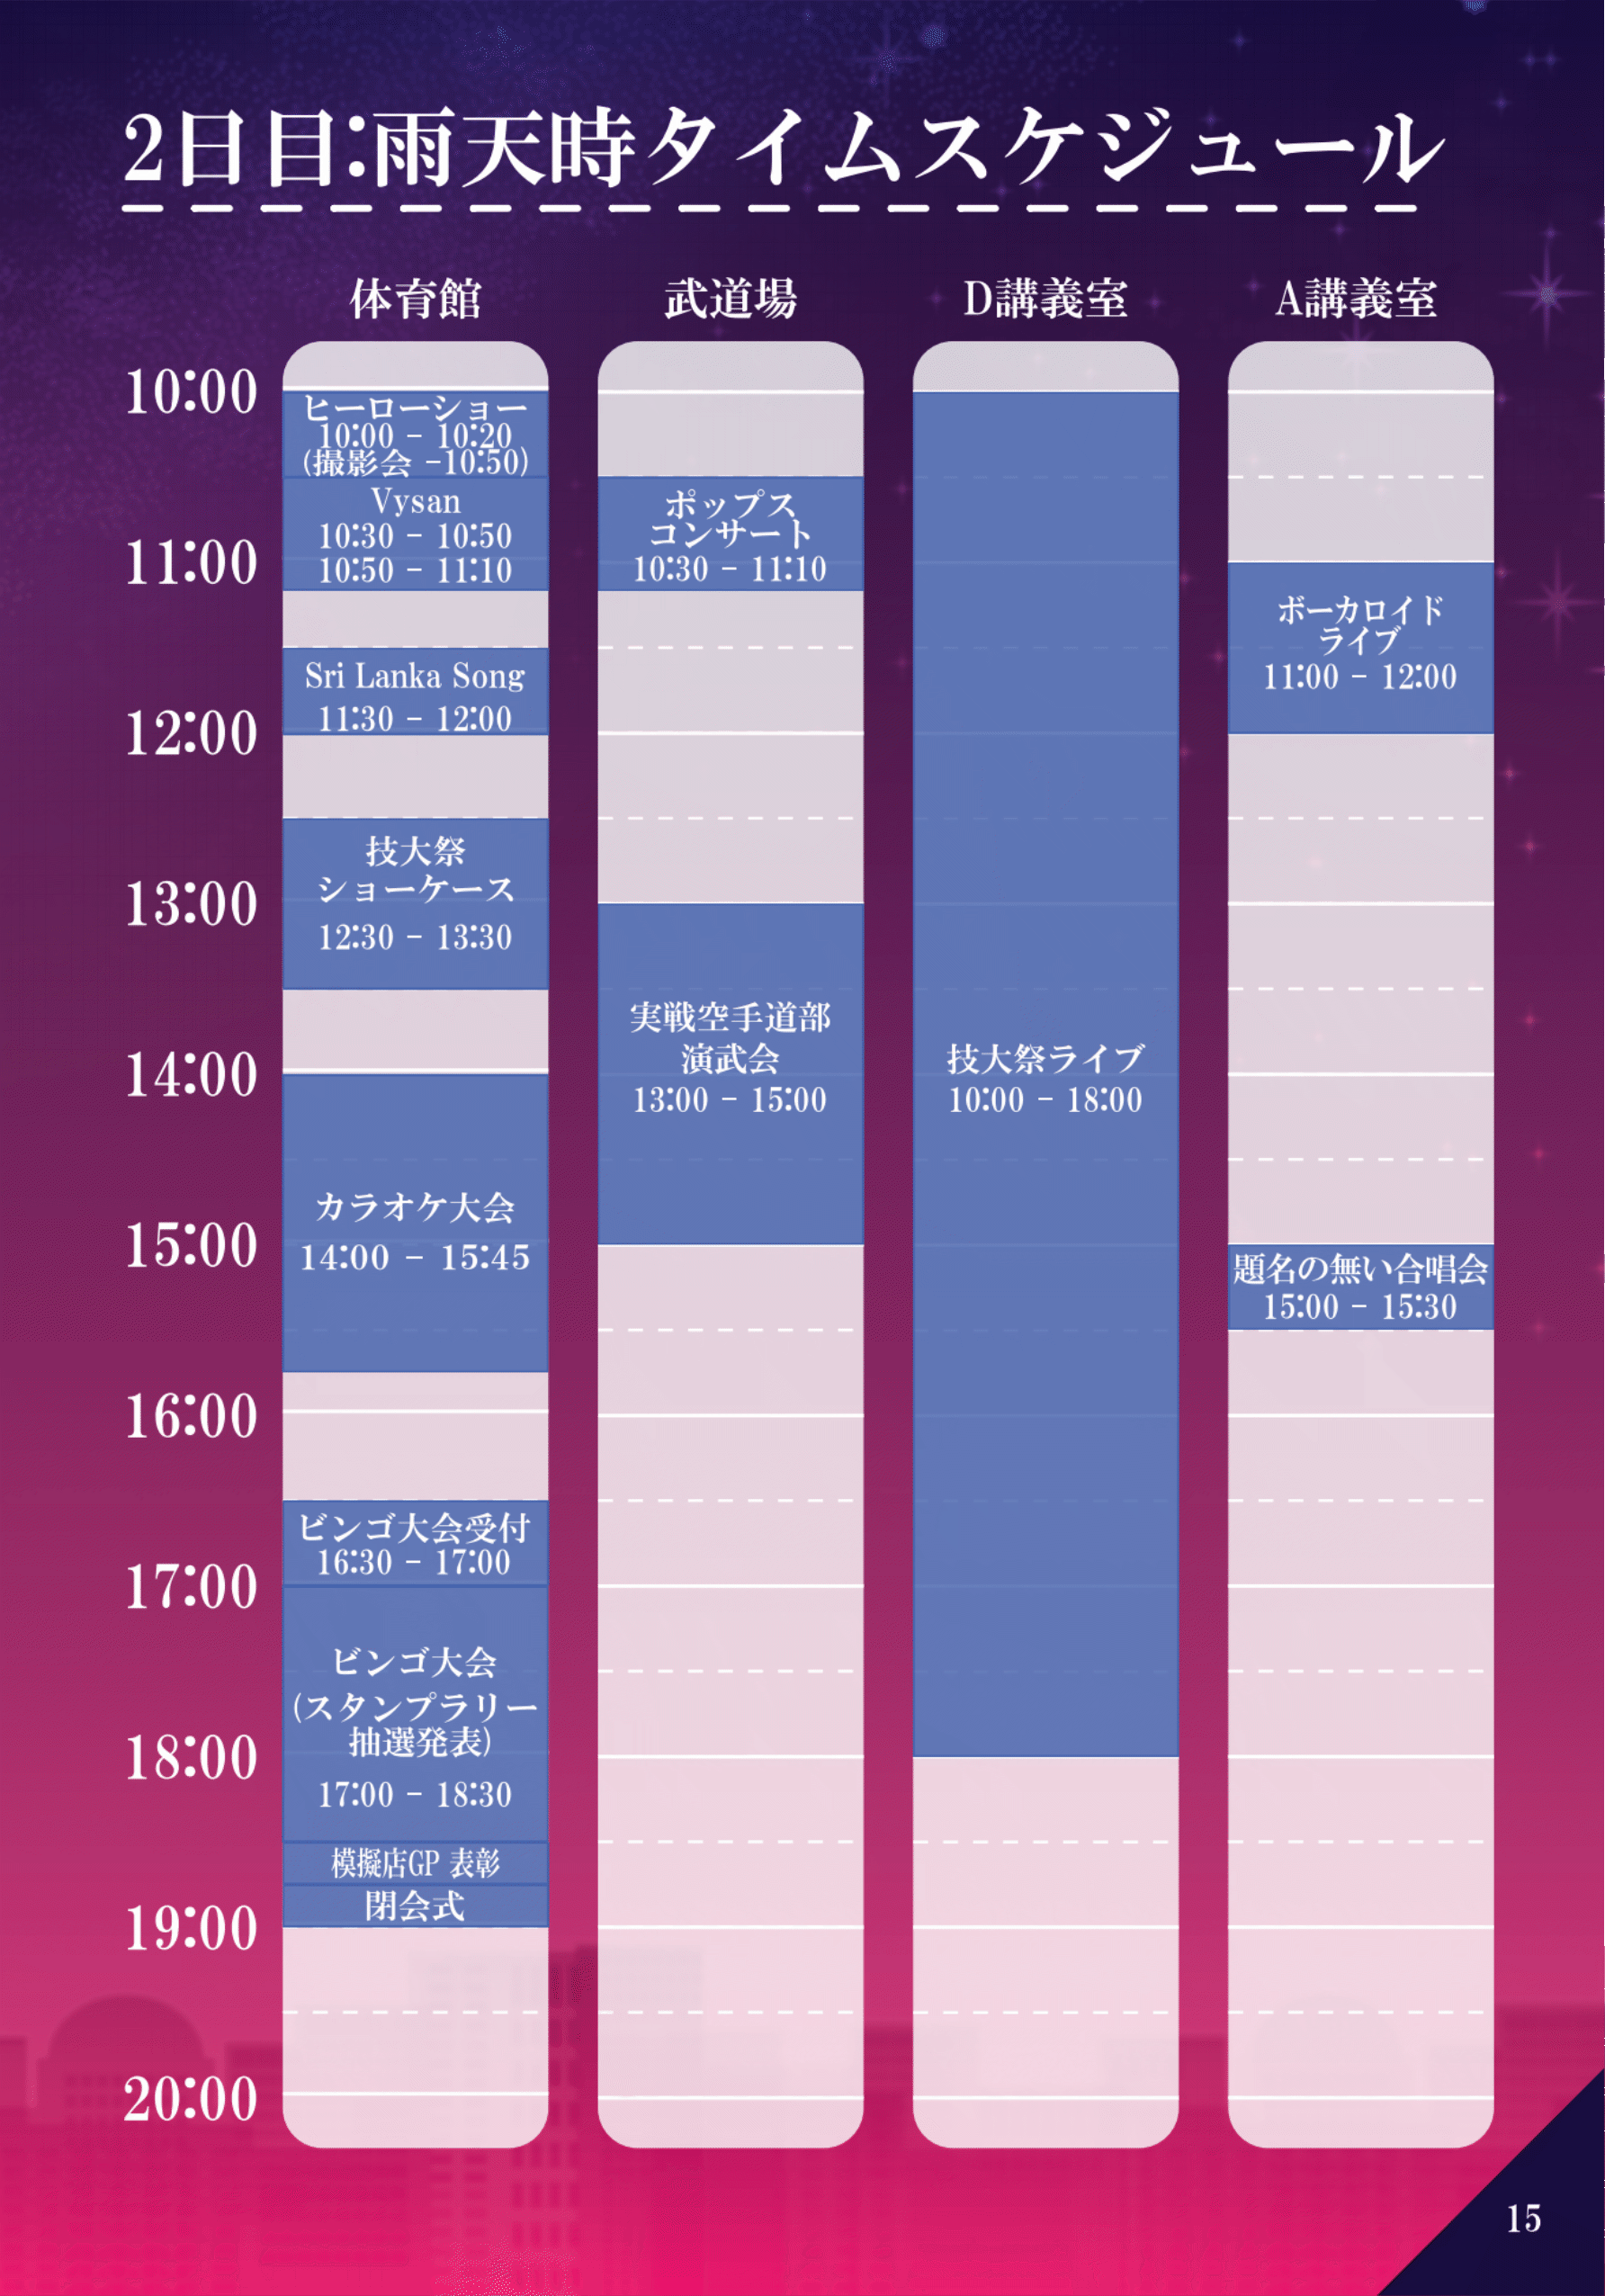 2日目:雨天時タイムスケジュール
体育館
武道場
D講義室
A講義室
10:00
11:00
12:00
13:00
14:00
15:00
16:00
17:00
18:00
19:00
20:00
ヒーローショー
10:00 - 10:20
(撮影会 -10:50)
Vysan
10:30 - 10:50
10:50 - 11:10
Sri Lanka Song
11:30 - 12:00
技大祭
ショーケース
12:30 - 13:30
カラオケ大会
14:00 - 15:45
ビンゴ大会受付
16:30 - 17:00
ビンゴ大会
(スタンプラリー
抽選発表)
17:00 - 18:30
模擬店GP 表彰
閉会式
ポップス
コンサート
10:30 - 11:10
実戦空手道部
演武会
13:00 - 15:00
技大祭ライブ
10:00 - 18:00
ボーカロイド
ライブ
11:00 - 12:00
題名の無い合唱会
15:00 - 15:30
15